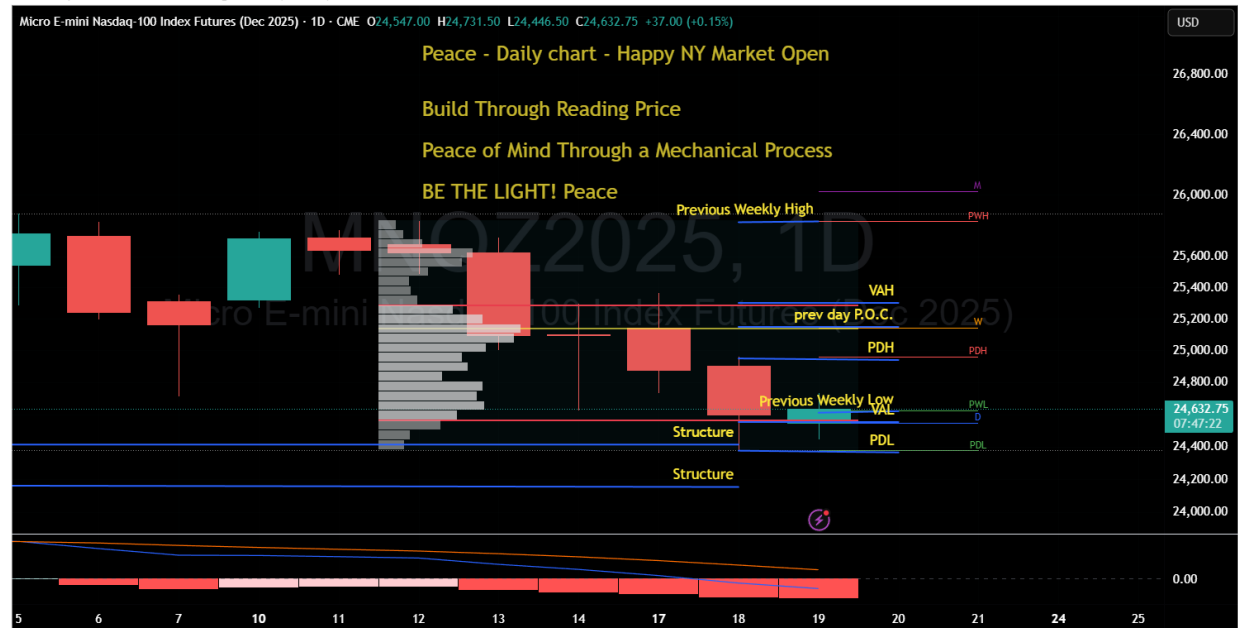 Micro E-mini Nasdaq-100 Index Futures (Dec 2025) · 1D · CME O24,547.00 H24,731.50 L24,446.50 C24,632.75 +37.00 (+0.15%)
USD
Peace - Daily chart - Happy NY Market Open
26,800.00
Build Through Reading Price
26,400.00
Peace of Mind Through a Mechanical Process
BE THE LIGHT! Peace
M
26,000.00
Previous Weekly High
PWH
MNQZ2025, 1D
25,600.00
25,400.00
VAH
Micro E-mini Nasdaq-100 Index Futures (Dec 2025)
prev day P.O.C.
W
25,200.00
PDH
PDH
25,000.00
24,800.00
Previous Weekly Low
PWL
VAL
D
24,632.75
07:47:22
Structure
PDL
PDL
24,400.00
Structure
24,200.00
24,000.00
0.00
5 6 7 10 11 12 13 14 17 18 19 20 21 24 25